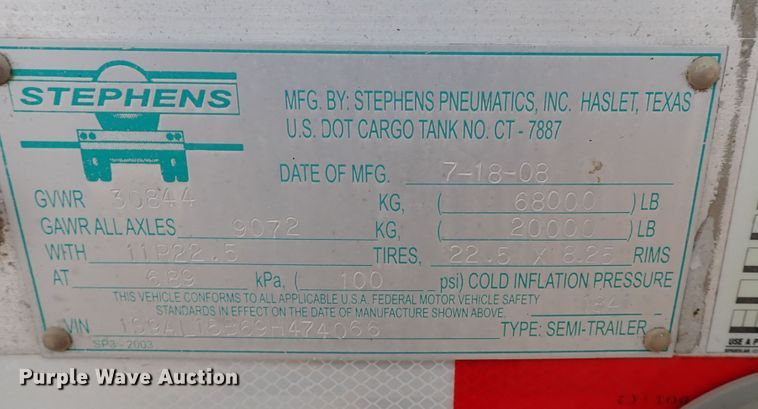 STEPHENS
MFG. BY: STEPHENS PNEUMATICS, INC. HASLET, TEXAS
U.S. DOT CARGO TANK NO. CT - 7887
DATE OF MFG. 7-18-08
GVWR 30844 KG, ( 68000 ) LB
GAWR ALL AXLES 9072 KG, ( 20000 ) LB
WITH 11R22.5 TIRES, 22.5 X 8.25 RIMS
AT 689 kPa, ( 100 psi) COLD INFLATION PRESSURE
THIS VEHICLE CONFORMS TO ALL APPLICABLE U.S.A. FEDERAL MOTOR VEHICLE SAFETY
STANDARDS IN EFFECT ON THE DATE OF MANUFACTURE SHOWN ABOVE.
VIN TYPE: SEMI-TRAILER
SP3-2003
USE A P
Purple Wave Auction